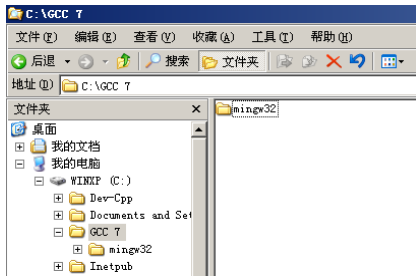 C:\GCC 7
文件(F) 编辑(E) 查看(V) 收藏(A) 工具(T) 帮助(H)
后退 搜索 文件夹
地址(D) C:\GCC 7
文件夹 ×
桌面
我的文档
我的电脑
WINXP (C:)
Dev-Cpp
Documents and Set
GCC 7
mingw32
Inetpub
mingw32